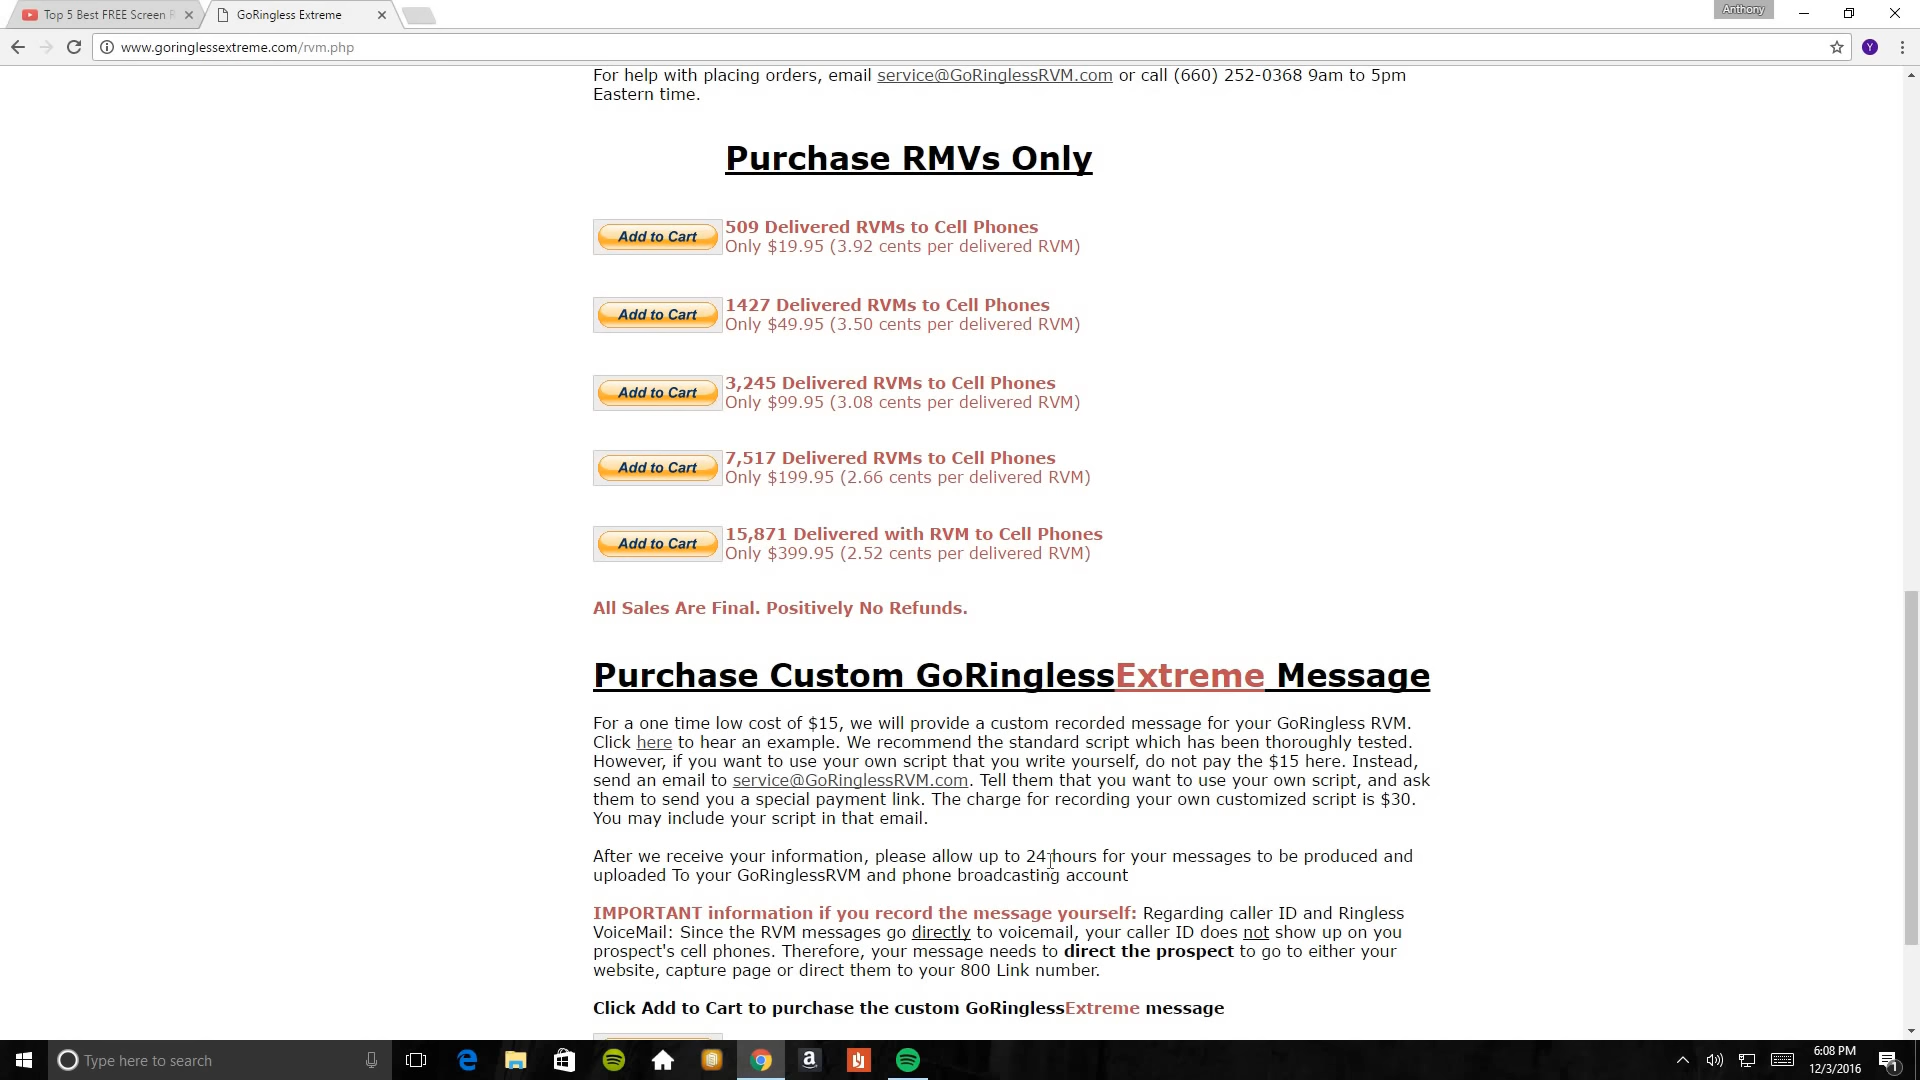 Top 5 Best FREE Screen R
GoRingless Extreme
Anthony
www.goringlessextreme.com/rvm.php
Y
For help with placing orders, email service@GoRinglessRVM.com or call (660) 252-0368 9am to 5pm
Eastern time.
Purchase RMVs Only
Add to Cart
509 Delivered RVMs to Cell Phones
Only $19.95 (3.92 cents per delivered RVM)
Add to Cart
1427 Delivered RVMs to Cell Phones
Only $49.95 (3.50 cents per delivered RVM)
Add to Cart
3,245 Delivered RVMs to Cell Phones
Only $99.95 (3.08 cents per delivered RVM)
Add to Cart
7,517 Delivered RVMs to Cell Phones
Only $199.95 (2.66 cents per delivered RVM)
Add to Cart
15,871 Delivered with RVM to Cell Phones
Only $399.95 (2.52 cents per delivered RVM)
All Sales Are Final. Positively No Refunds.
Purchase Custom GoRinglessExtreme Message
For a one time low cost of $15, we will provide a custom recorded message for your GoRingless RVM.
Click here to hear an example. We recommend the standard script which has been thoroughly tested.
However, if you want to use your own script that you write yourself, do not pay the $15 here. Instead,
send an email to service@GoRinglessRVM.com. Tell them that you want to use your own script, and ask
them to send you a special payment link. The charge for recording your own customized script is $30.
You may include your script in that email.
After we receive your information, please allow up to 24 hours for your messages to be produced and
uploaded To your GoRinglessRVM and phone broadcasting account
IMPORTANT information if you record the message yourself: Regarding caller ID and Ringless
VoiceMail: Since the RVM messages go directly to voicemail, your caller ID does not show up on you
prospect's cell phones. Therefore, your message needs to direct the prospect to go to either your
website, capture page or direct them to your 800 Link number.
Click Add to Cart to purchase the custom GoRinglessExtreme message
Type here to search
6:08 PM
12/3/2016
1